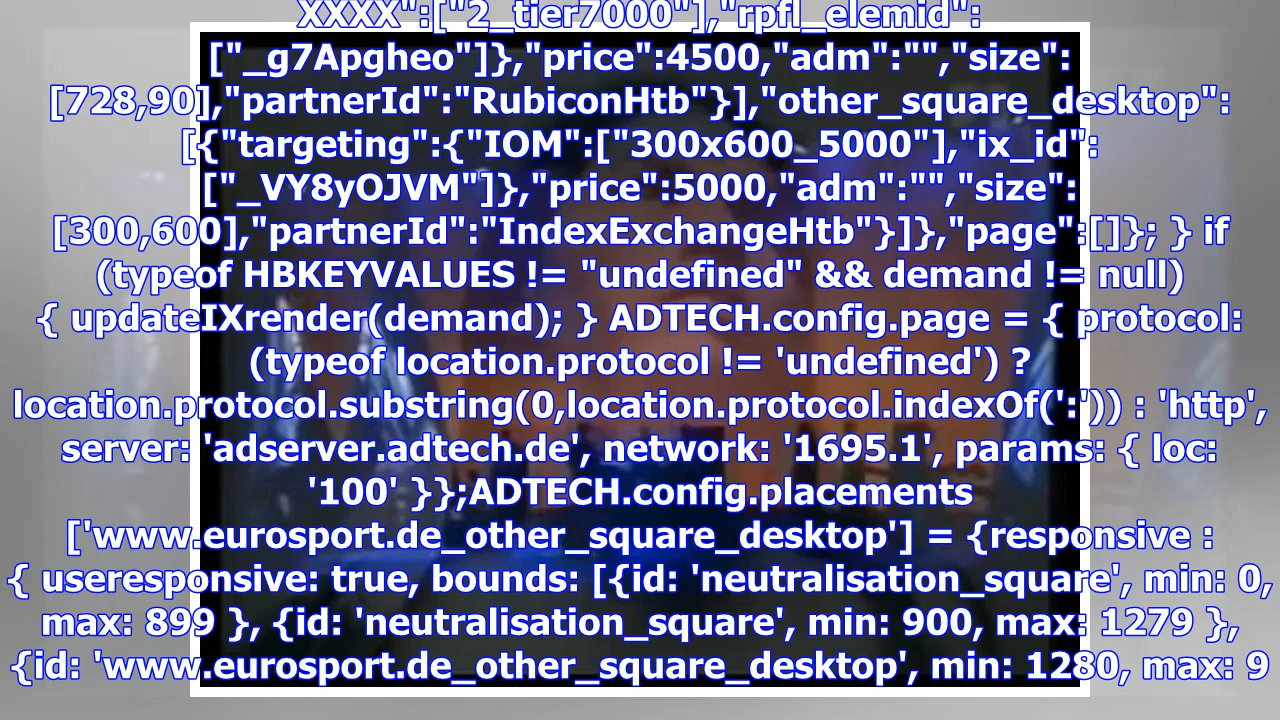 XXXX":["2_tier7000"],"rpfl_elemid":
["_g7Apgheo"]},"price":4500,"adm":"","size":
[728,90],"partnerId":"RubiconHtb"}],"other_square_desktop":
[{"targeting":{"IOM":["300x600_5000"],"ix_id":
["_VY8yOJVM"]},"price":5000,"adm":"","size":
[300,600],"partnerId":"IndexExchangeHtb"}]},"page":[]}; } if
(typeof HBKEYVALUES != "undefined" && demand != null)
{ updateIXrender(demand); } ADTECH.config.page = { protocol:
(typeof location.protocol != 'undefined') ?
location.protocol.substring(0,location.protocol.indexOf(':')) : 'http',
server: 'adserver.adtech.de', network: '1695.1', params: { loc:
'100' }};ADTECH.config.placements
['www.eurosport.de_other_square_desktop'] = {responsive :
{ useresponsive: true, bounds: [{id: 'neutralisation_square', min: 0,
max: 899 }, {id: 'neutralisation_square', min: 900, max: 1279 },
{id: 'www.eurosport.de_other_square_desktop', min: 1280, max: 9